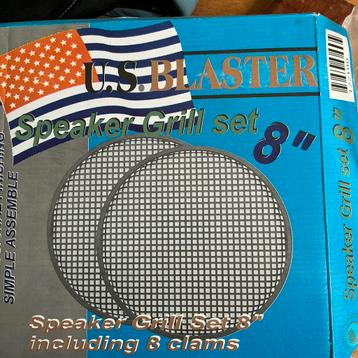 U.S. BLASTER
Speaker Grill set 8"
Speaker Grill Set 8"
including 8 clams
SIMPLE ASSEMBLE
Speaker Grill set 8"